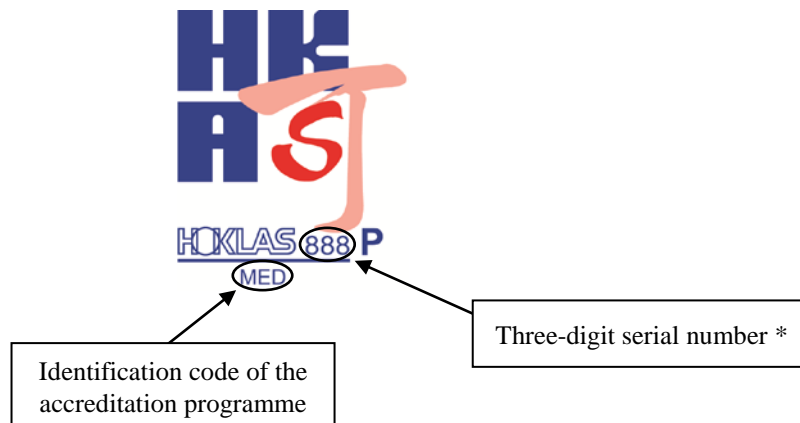 HK
AS
HOKLAS 888 P
MED
Three-digit serial number *
Identification code of the
accreditation programme